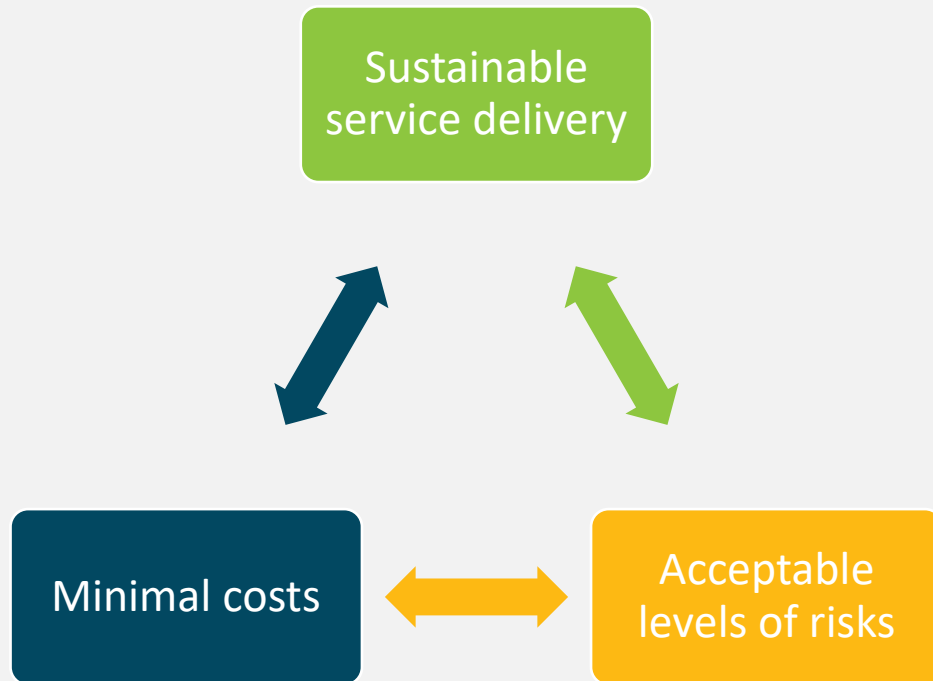 Sustainable
service delivery
Minimal costs
Acceptable
levels of risks